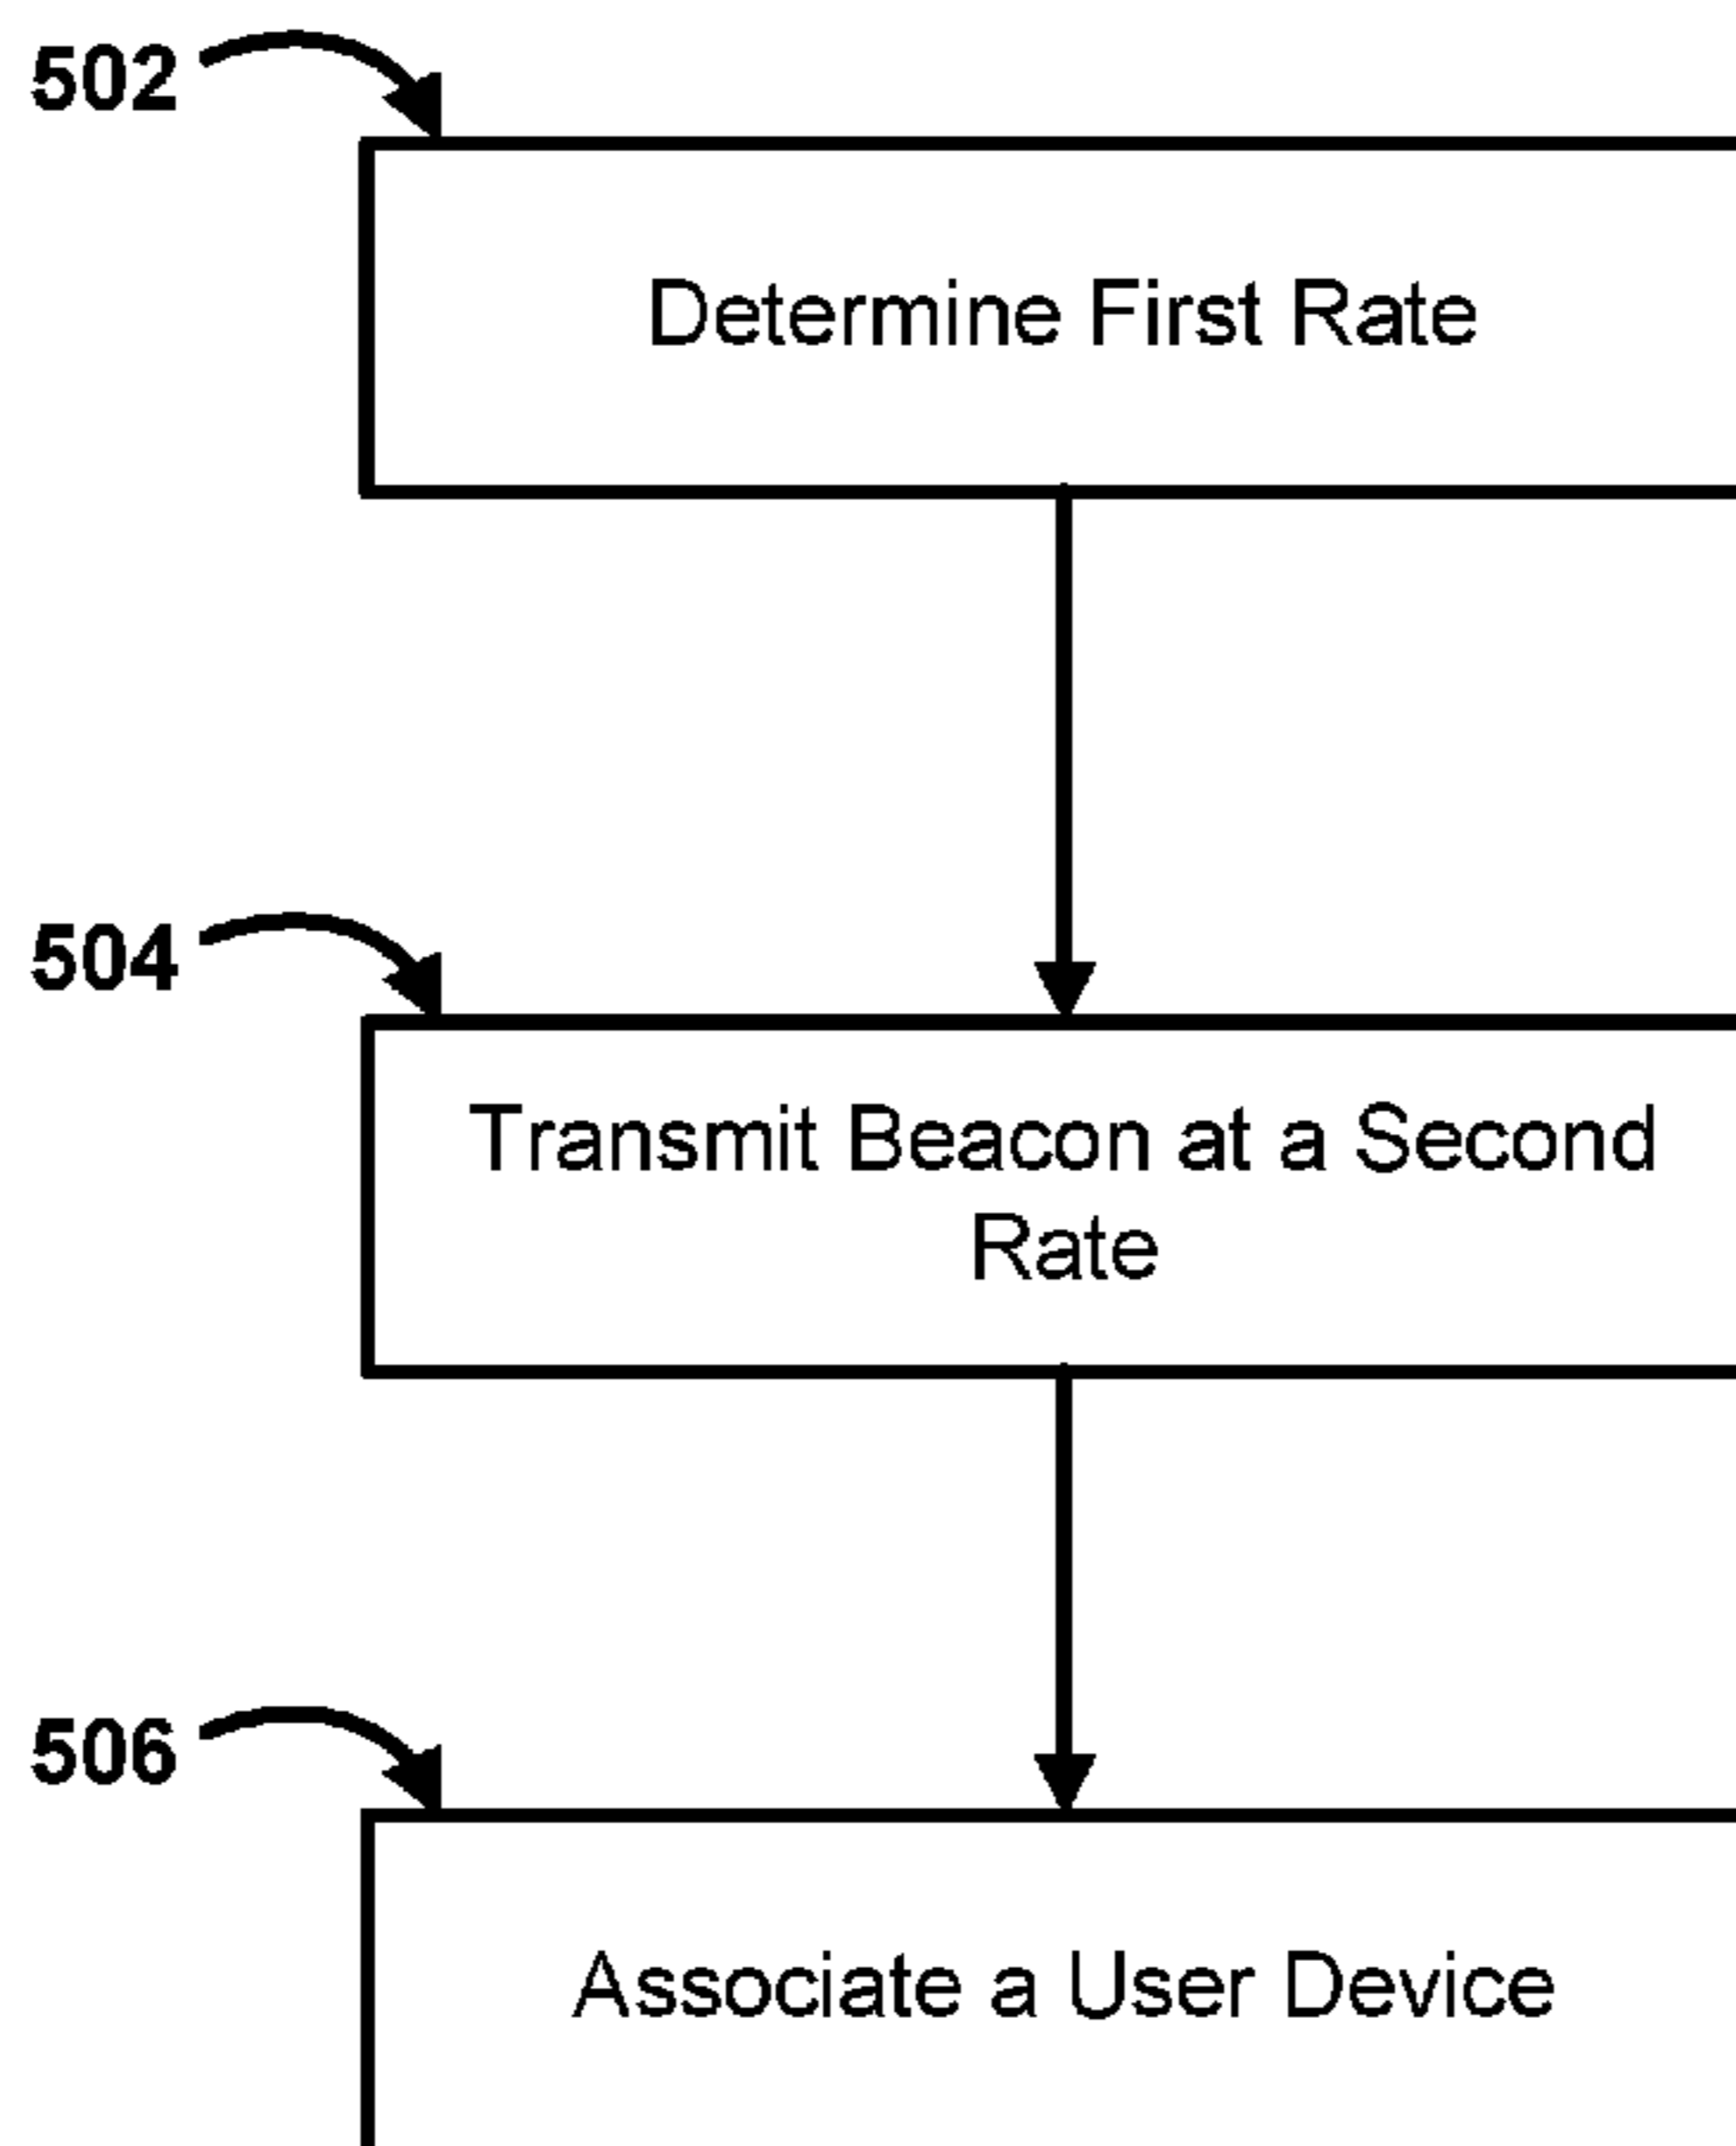 502
Determine First Rate
504
Transmit Beacon at a Second
Rate
506
Associate a User Device